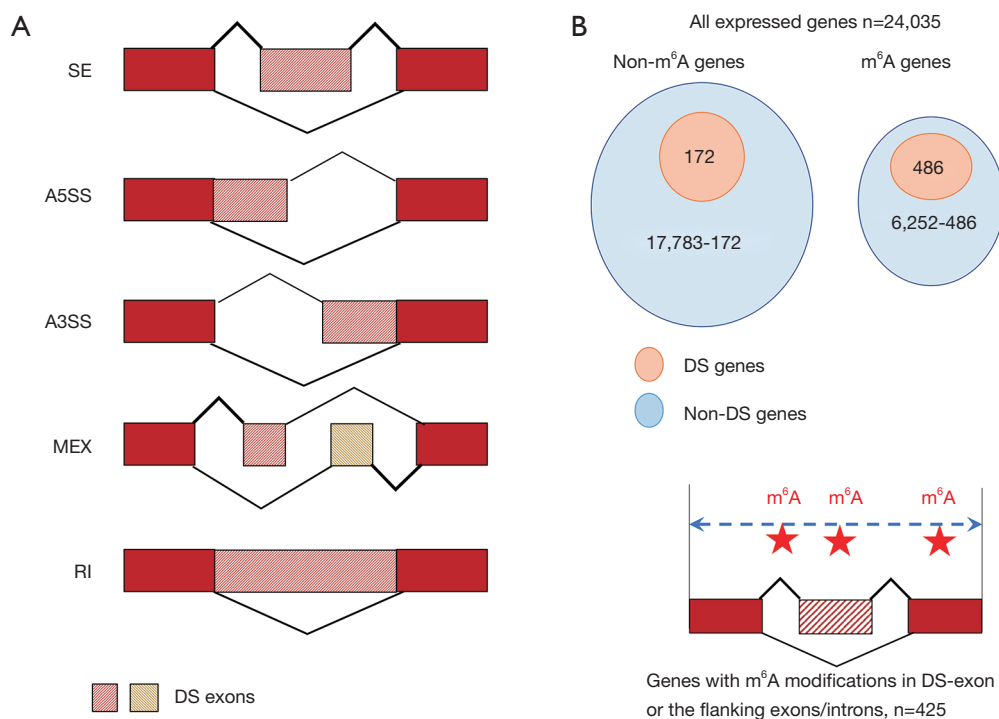 A
SE
A5SS
A3SS
MEX
RI
DS exons
B
All expressed genes n=24,035
Non-m⁶A genes
m⁶A genes
172
486
17,783-172
6,252-486
DS genes
Non-DS genes
m⁶A m⁶A m⁶A
Genes with m⁶A modifications in DS-exon
or the flanking exons/introns, n=425